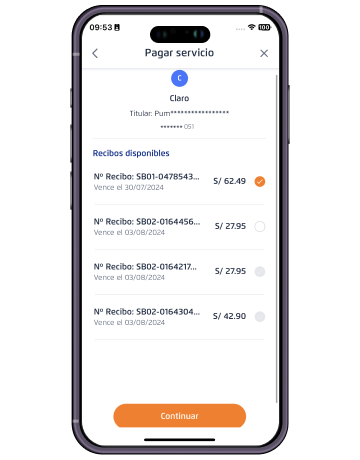 09:53
100
Pagar servicio
C
Claro
Titular: Pum*****************
******* 051
Recibos disponibles
Nº Recibo: SB01-0478543...
S/ 62.49
Vence el 30/07/2024
Nº Recibo: SB02-0164456...
S/ 27.95
Vence el 03/08/2024
Nº Recibo: SB02-0164217...
S/ 27.95
Vence el 03/08/2024
Nº Recibo: SB02-0164304...
S/ 42.90
Vence el 03/08/2024
Continuar